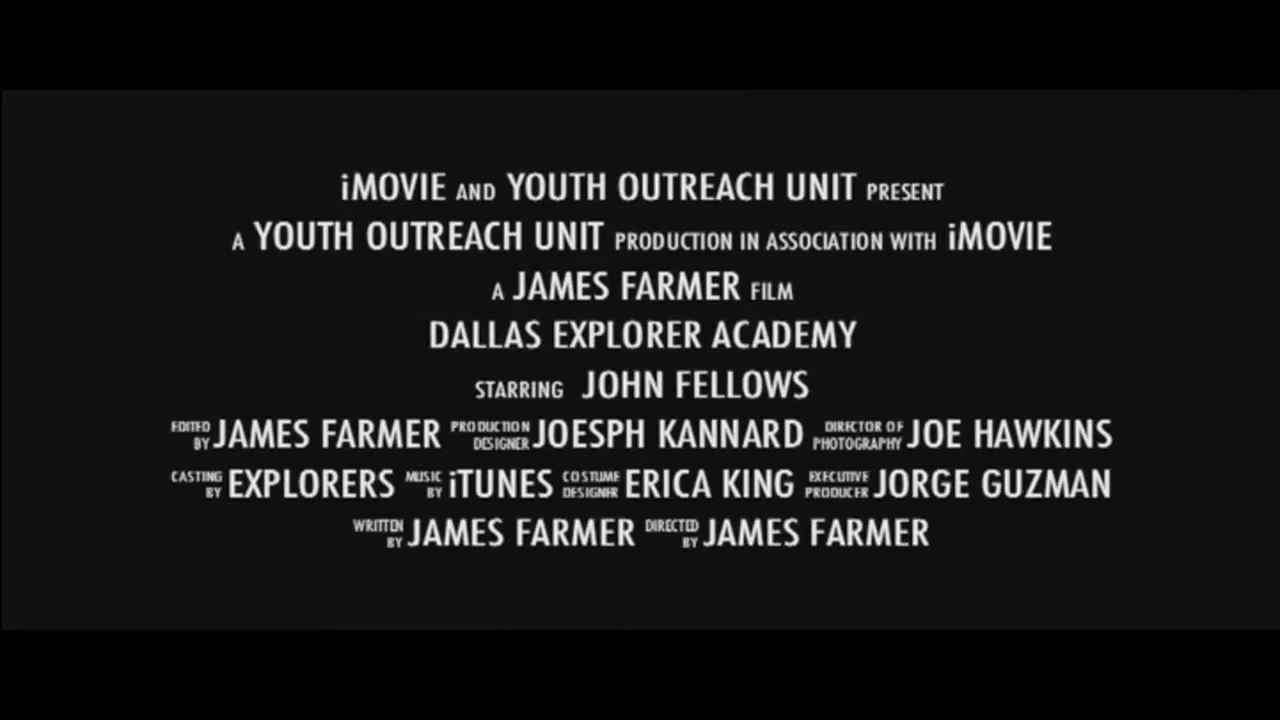 iMOVIE AND YOUTH OUTREACH UNIT PRESENT
A YOUTH OUTREACH UNIT PRODUCTION IN ASSOCIATION WITH iMOVIE
A JAMES FARMER FILM
DALLAS EXPLORER ACADEMY
STARRING JOHN FELLOWS
EDITED BY JAMES FARMER PRODUCTION DESIGNER JOESPH KANNARD DIRECTOR OF PHOTOGRAPHY JOE HAWKINS
CASTING BY EXPLORERS MUSIC BY iTUNES COSTUME DESIGNER ERICA KING EXECUTIVE PRODUCER JORGE GUZMAN
WRITTEN BY JAMES FARMER DIRECTED BY JAMES FARMER